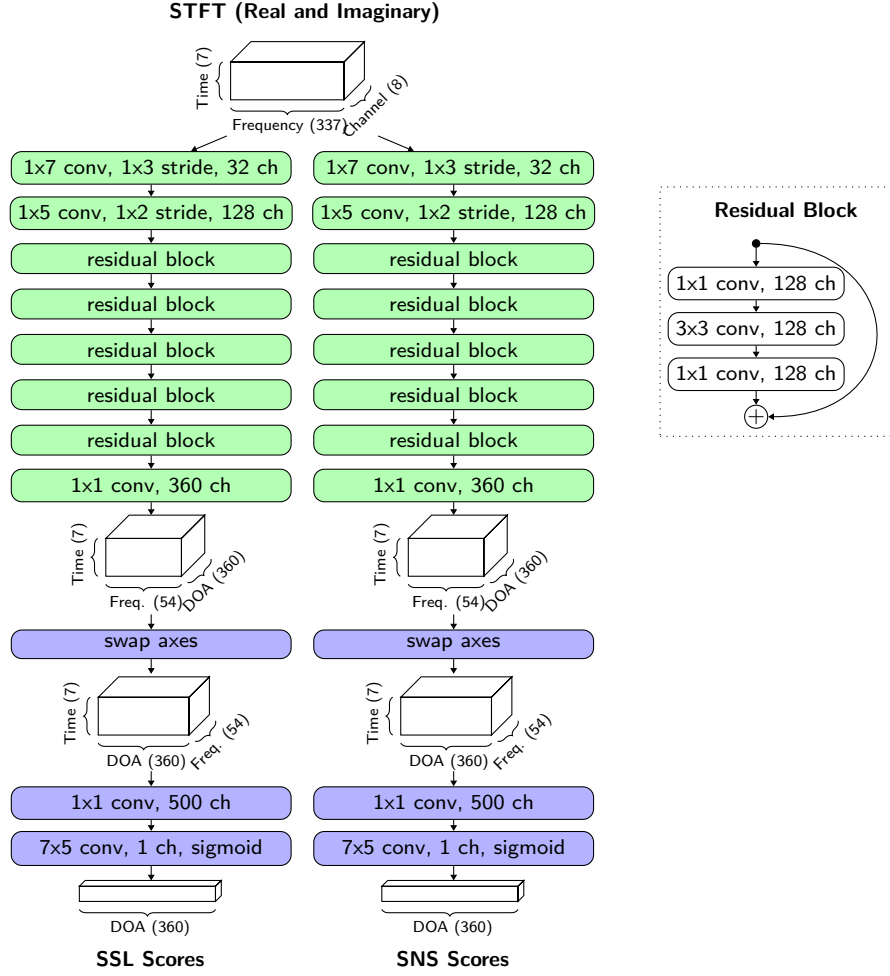 STFT (Real and Imaginary)
Time (7)
Frequency (337)
Channel (8)
1x7 conv, 1x3 stride, 32 ch
1x5 conv, 1x2 stride, 128 ch
residual block
residual block
residual block
residual block
residual block
1x1 conv, 360 ch
Time (7)
Freq. (54)
DOA (360)
swap axes
Time (7)
DOA (360)
Freq. (54)
1x1 conv, 500 ch
7x5 conv, 1 ch, sigmoid
DOA (360)
SSL Scores
1x7 conv, 1x3 stride, 32 ch
1x5 conv, 1x2 stride, 128 ch
residual block
residual block
residual block
residual block
residual block
1x1 conv, 360 ch
Time (7)
Freq. (54)
DOA (360)
swap axes
Time (7)
DOA (360)
Freq. (54)
1x1 conv, 500 ch
7x5 conv, 1 ch, sigmoid
DOA (360)
SNS Scores
Residual Block
1x1 conv, 128 ch
3x3 conv, 128 ch
1x1 conv, 128 ch